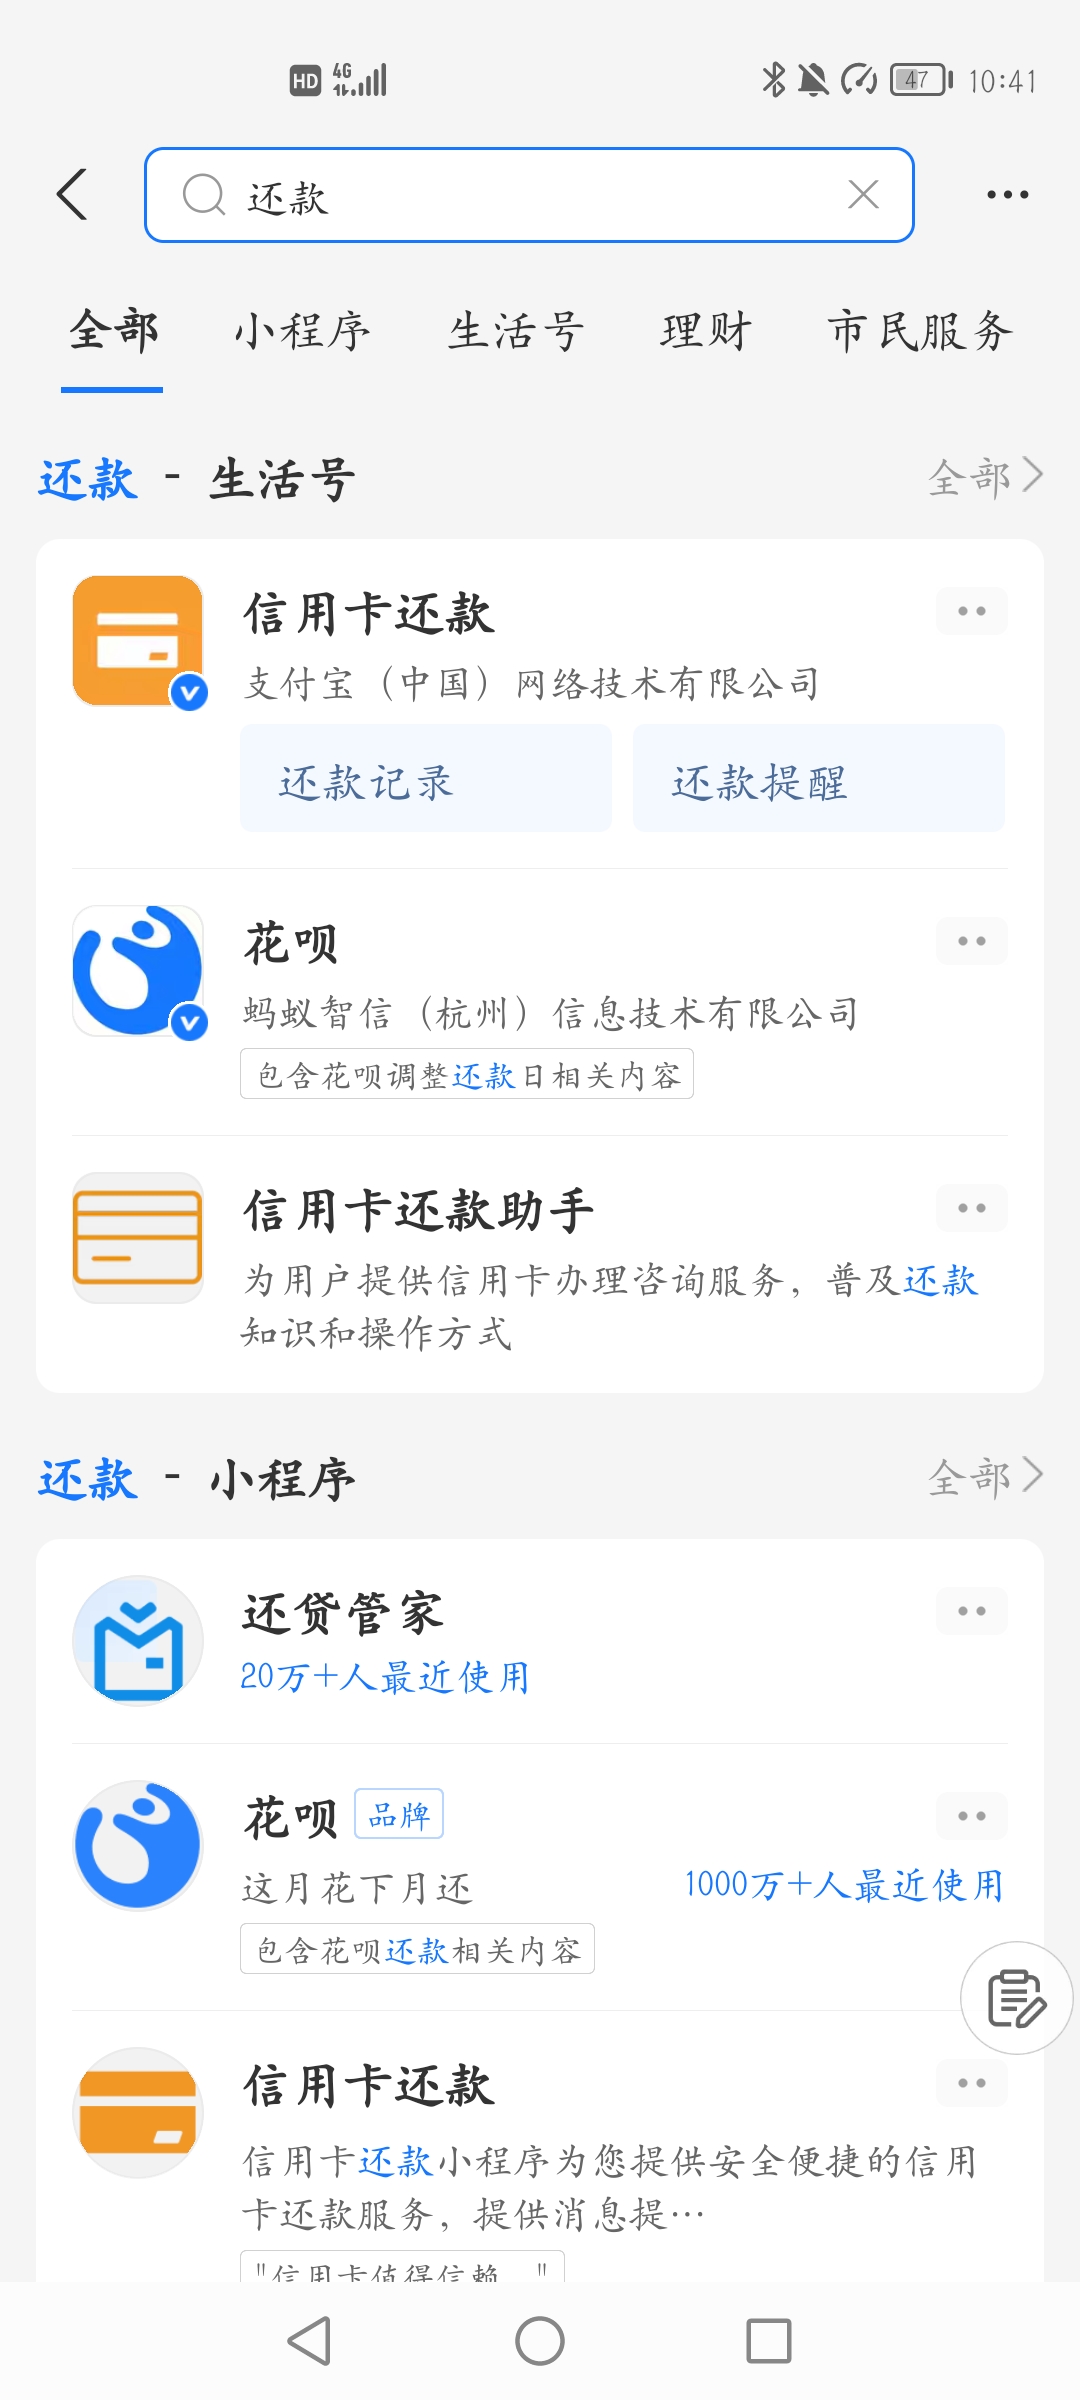 HD 4G 47 10:41
还款
全部 小程序 生活号 理财 市民服务
还款 - 生活号 全部
信用卡还款
支付宝（中国）网络技术有限公司
还款记录 还款提醒
花呗
蚂蚁智信（杭州）信息技术有限公司
包含花呗调整还款日相关内容
信用卡还款助手
为用户提供信用卡办理咨询服务，普及还款
知识和操作方式
还款 - 小程序 全部
还贷管家
20万+人最近使用
花呗 品牌
这月花下月还 1000万+人最近使用
包含花呗还款相关内容
信用卡还款
信用卡还款小程序为您提供安全便捷的信用
卡还款服务，提供消息提…
"信用卡值得信赖 "